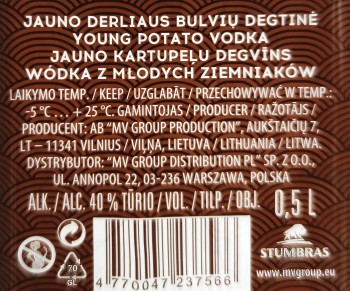 JAUNO DERLIAUS BULVIŲ DEGTINĖ
YOUNG POTATO VODKA
JAUNO KARTUPEĻU DEGVĪNS
WÓDKA Z MŁODYCH ZIEMNIAKÓW
LAIKYMO TEMP. / KEEP / UZGLABĀT / PRZECHOWYWAĆ W TEMP.:
-5 °C ... + 25 °C. GAMINTOJAS / PRODUCER / RAŽOTĀJS /
PRODUCENT: AB "MV GROUP PRODUCTION", AUKŠTAIČIŲ 7,
LT – 11341 VILNIUS / VIĻŅA, LIETUVA / LITHUANIA / LITWA.
DYSTRYBUTOR: "MV GROUP DISTRIBUTION PL" SP. Z O.O.,
UL. ANNOPOL 22, 03-236 WARSZAWA, POLSKA
ALK. / ALC. 40 % TŪRIO / VOL. / TILP. / OBJ. 0,5 L
70
GL
4 770047 237566
STUMBRAS
www.mvgroup.eu